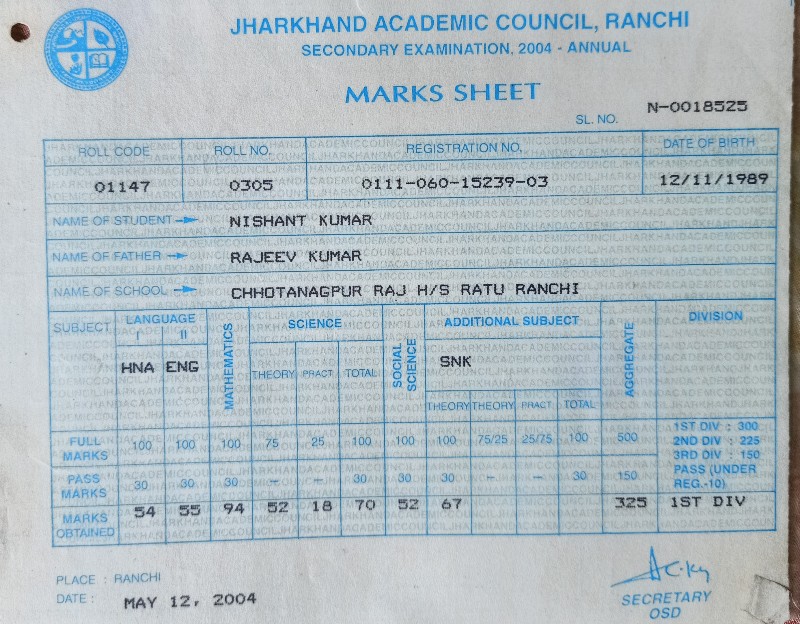 JHARKHAND ACADEMIC COUNCIL, RANCHI
SECONDARY EXAMINATION, 2004 - ANNUAL
MARKS SHEET
SL. NO. N-0018525
ROLL CODE ROLL NO. REGISTRATION NO. DATE OF BIRTH
01147 0305 0111-060-15239-03 12/11/1989
NAME OF STUDENT NISHANT KUMAR
NAME OF FATHER RAJEEV KUMAR
NAME OF SCHOOL CHHOTANAGPUR RAJ H/S RATU RANCHI
SUBJECT LANGUAGE MATHEMATICS SCIENCE SOCIAL SCIENCE ADDITIONAL SUBJECT AGGREGATE DIVISION
I II
HNA ENG THEORY PRACT TOTAL SNK
THEORY THEORY PRACT TOTAL
FULL MARKS 100 100 100 75 25 100 100 100 75/25 25/75 100 500
1ST DIV : 300
2ND DIV : 225
3RD DIV : 150
PASS (UNDER
REG.-10)
PASS MARKS 30 30 30 – – 30 30 30 – – 30 150
MARKS OBTAINED 54 55 94 52 18 70 52 67 325 1ST DIV
PLACE : RANCHI
DATE : MAY 12, 2004
SECRETARY
OSD